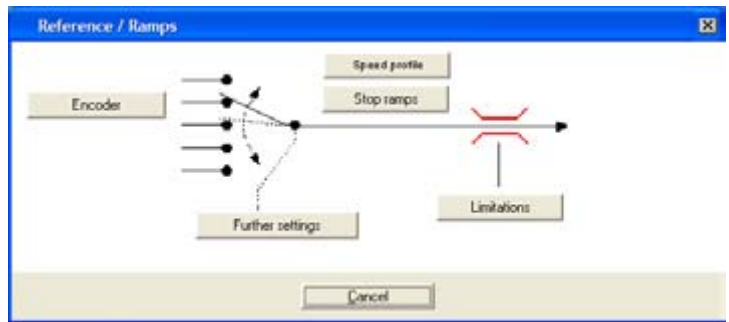 Reference / Ramps
Speed profile
Encoder
Stop ramps
Limitations
Further settings
Cancel